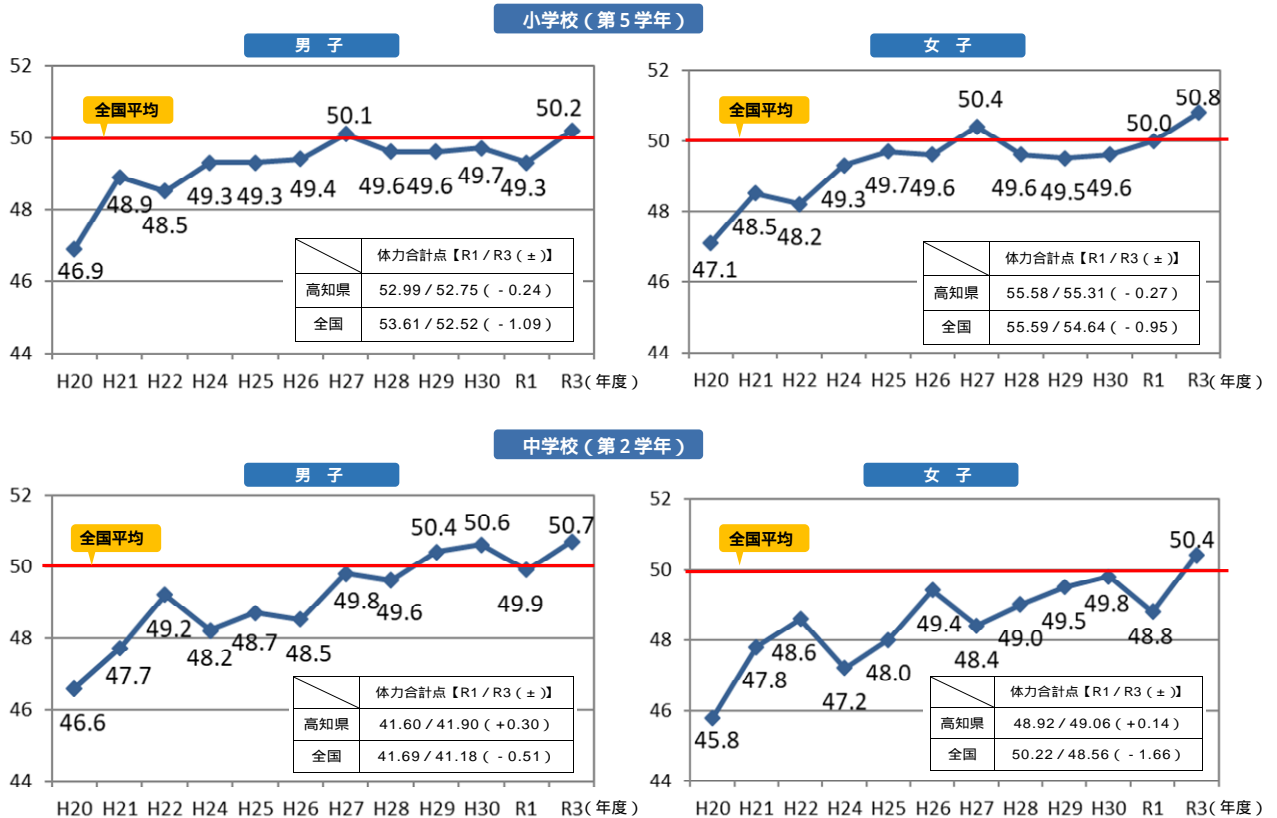 小学校（第５学年）
男　子
52
50
48
46
44
全国平均
46.9
48.9
48.5
49.3
49.3
49.4
50.1
49.6
49.6
49.7
49.3
50.2
体力合計点【R1／R3（±）】
高知県 52.99／52.75（‐0.24）
全国 53.61／52.52（‐1.09）
H20 H21 H22 H24 H25 H26 H27 H28 H29 H30 R1 R3（年度）
女　子
52
50
48
46
44
全国平均
47.1
48.5
48.2
49.3
49.7
49.6
50.4
49.6
49.5
49.6
50.0
50.8
体力合計点【R1／R3（±）】
高知県 55.58／55.31（‐0.27）
全国 55.59／54.64（‐0.95）
H20 H21 H22 H24 H25 H26 H27 H28 H29 H30 R1 R3（年度）
中学校（第２学年）
男　子
52
50
48
46
44
全国平均
46.6
47.7
49.2
48.2
48.7
48.5
49.8
49.6
50.4
50.6
49.9
50.7
体力合計点【R1／R3（±）】
高知県 41.60／41.90（+0.30）
全国 41.69／41.18（‐0.51）
H20 H21 H22 H24 H25 H26 H27 H28 H29 H30 R1 R3（年度）
女　子
52
50
48
46
44
全国平均
45.8
47.8
48.6
47.2
48.0
49.4
48.4
49.0
49.5
49.8
48.8
50.4
体力合計点【R1／R3（±）】
高知県 48.92／49.06（+0.14）
全国 50.22／48.56（‐1.66）
H20 H21 H22 H24 H25 H26 H27 H28 H29 H30 R1 R3（年度）